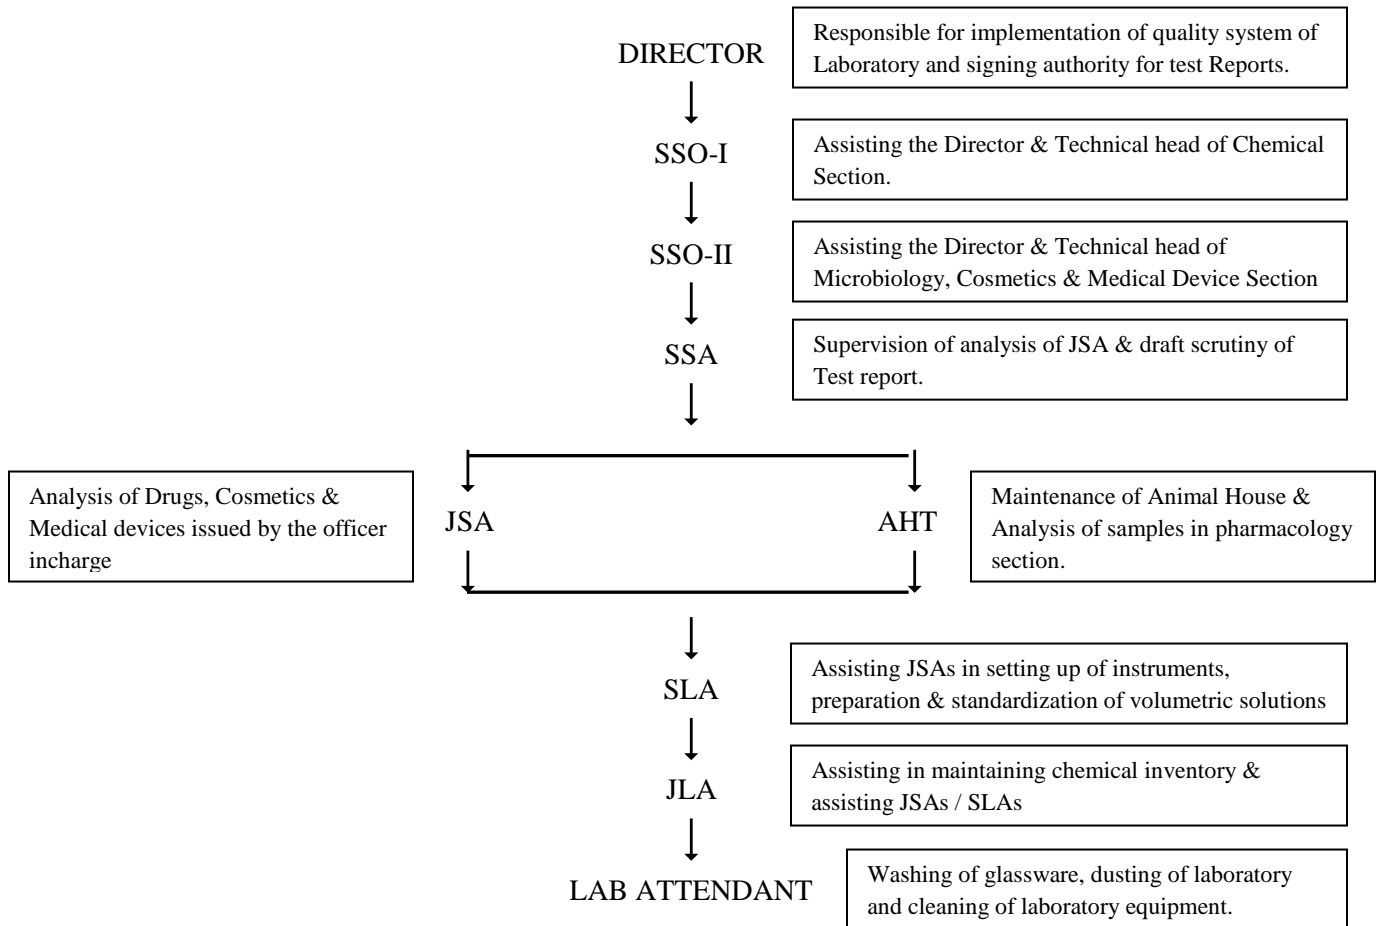 DIRECTOR
Responsible for implementation of quality system of
Laboratory and signing authority for test Reports.
SSO-I
Assisting the Director & Technical head of Chemical
Section.
SSO-II
Assisting the Director & Technical head of
Microbiology, Cosmetics & Medical Device Section
SSA
Supervision of analysis of JSA & draft scrutiny of
Test report.
Analysis of Drugs, Cosmetics &
Medical devices issued by the officer
incharge
JSA
AHT
Maintenance of Animal House &
Analysis of samples in pharmacology
section.
SLA
Assisting JSAs in setting up of instruments,
preparation & standardization of volumetric solutions
JLA
Assisting in maintaining chemical inventory &
assisting JSAs / SLAs
LAB ATTENDANT
Washing of glassware, dusting of laboratory
and cleaning of laboratory equipment.